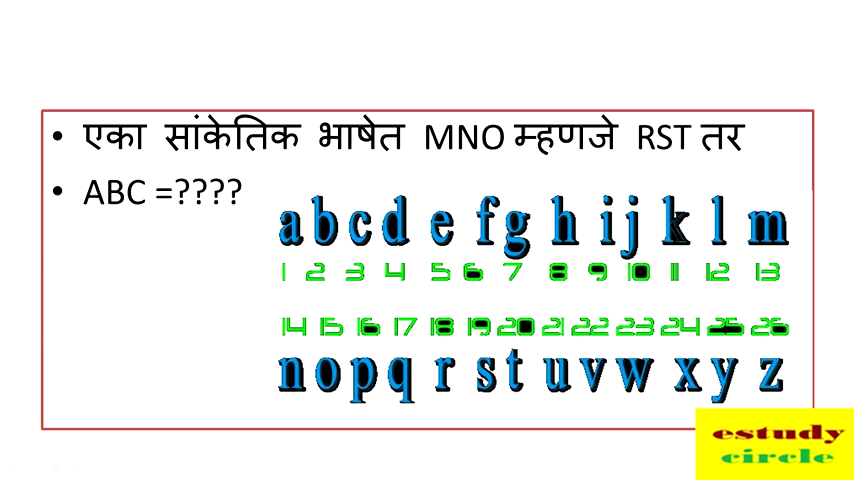 • एका सांकेतिक भाषेत MNO म्हणजे RST तर
• ABC =????
a b c d e f g h i j k l m
1 2 3 4 5 6 7 8 9 10 11 12 13
14 15 16 17 18 19 20 21 22 23 24 25 26
n o p q r s t u v w x y z
estudy
circle